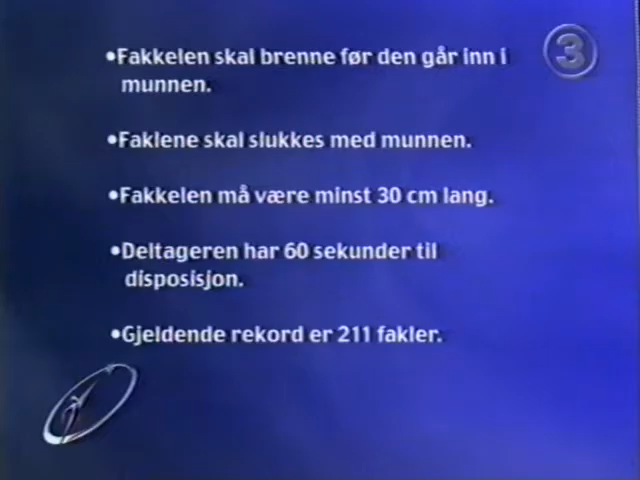 •Fakkelen skal brenne før den går inn i
munnen.
•Faklene skal slukkes med munnen.
•Fakkelen må være minst 30 cm lang.
•Deltageren har 60 sekunder til
disposisjon.
•Gjeldende rekord er 211 fakler.
3